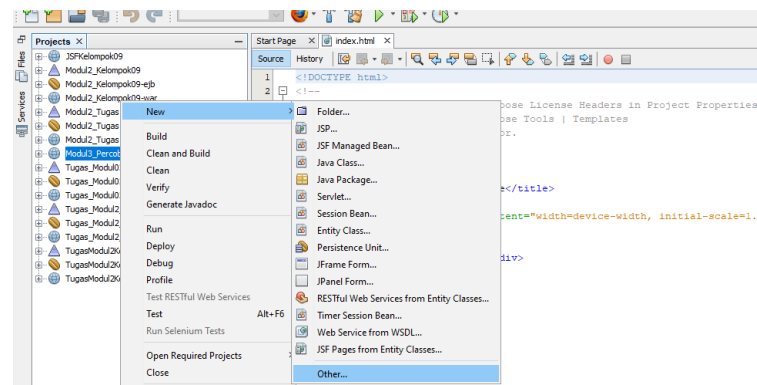 Projects
Start Page
index.html
Files
Services
Source
History
JSFKelompok09
Modul2_Kelompok09
Modul2_Kelompok09-ejb
Modul2_Kelompok09-war
Modul2_Tugas
Modul2_Tugas
Modul2_Tugas
Modul3_Percob
Tugas_Modul0
Tugas_Modul0
Tugas_Modul0
Tugas_Modul2
Tugas_Modul2
Tugas_Modul2
TugasModul2K
TugasModul2K
TugasModul2K
1 <!DOCTYPE html>
2 <!--
ose License Headers in Project Properties
ose Tools | Templates
or.
e</title>
tent="width=device-width, initial-scale=1.
div>
New
Build
Clean and Build
Clean
Verify
Generate Javadoc
Run
Deploy
Debug
Profile
Test RESTful Web Services
Test Alt+F6
Run Selenium Tests
Open Required Projects
Close
Folder...
JSP...
JSF Managed Bean...
Java Class...
Java Package...
Servlet...
Session Bean...
Entity Class...
Persistence Unit...
JFrame Form...
JPanel Form...
RESTful Web Services from Entity Classes...
Timer Session Bean...
Web Service from WSDL...
JSF Pages from Entity Classes...
Other...